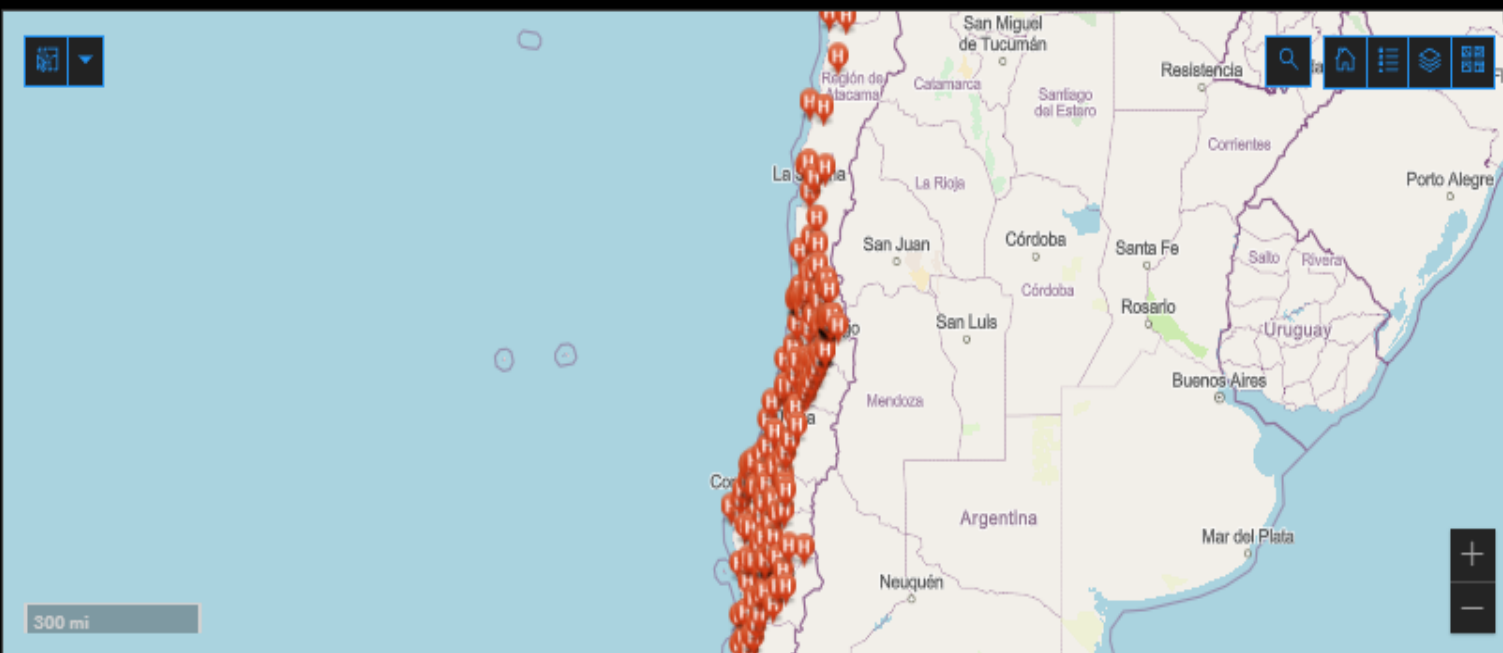 San Miguel
de Tucumán
Región de
Atacama
Catamarca
Santiago
del Estero
Resistencia
Corrientes
La Rioja
Porto Alegre
San Juan
Córdoba
Santa Fe
Salto
Rivera
Córdoba
Rosario
San Luis
Uruguay
Buenos Aires
Mendoza
Argentina
Mar del Plata
Neuquén
300 mi